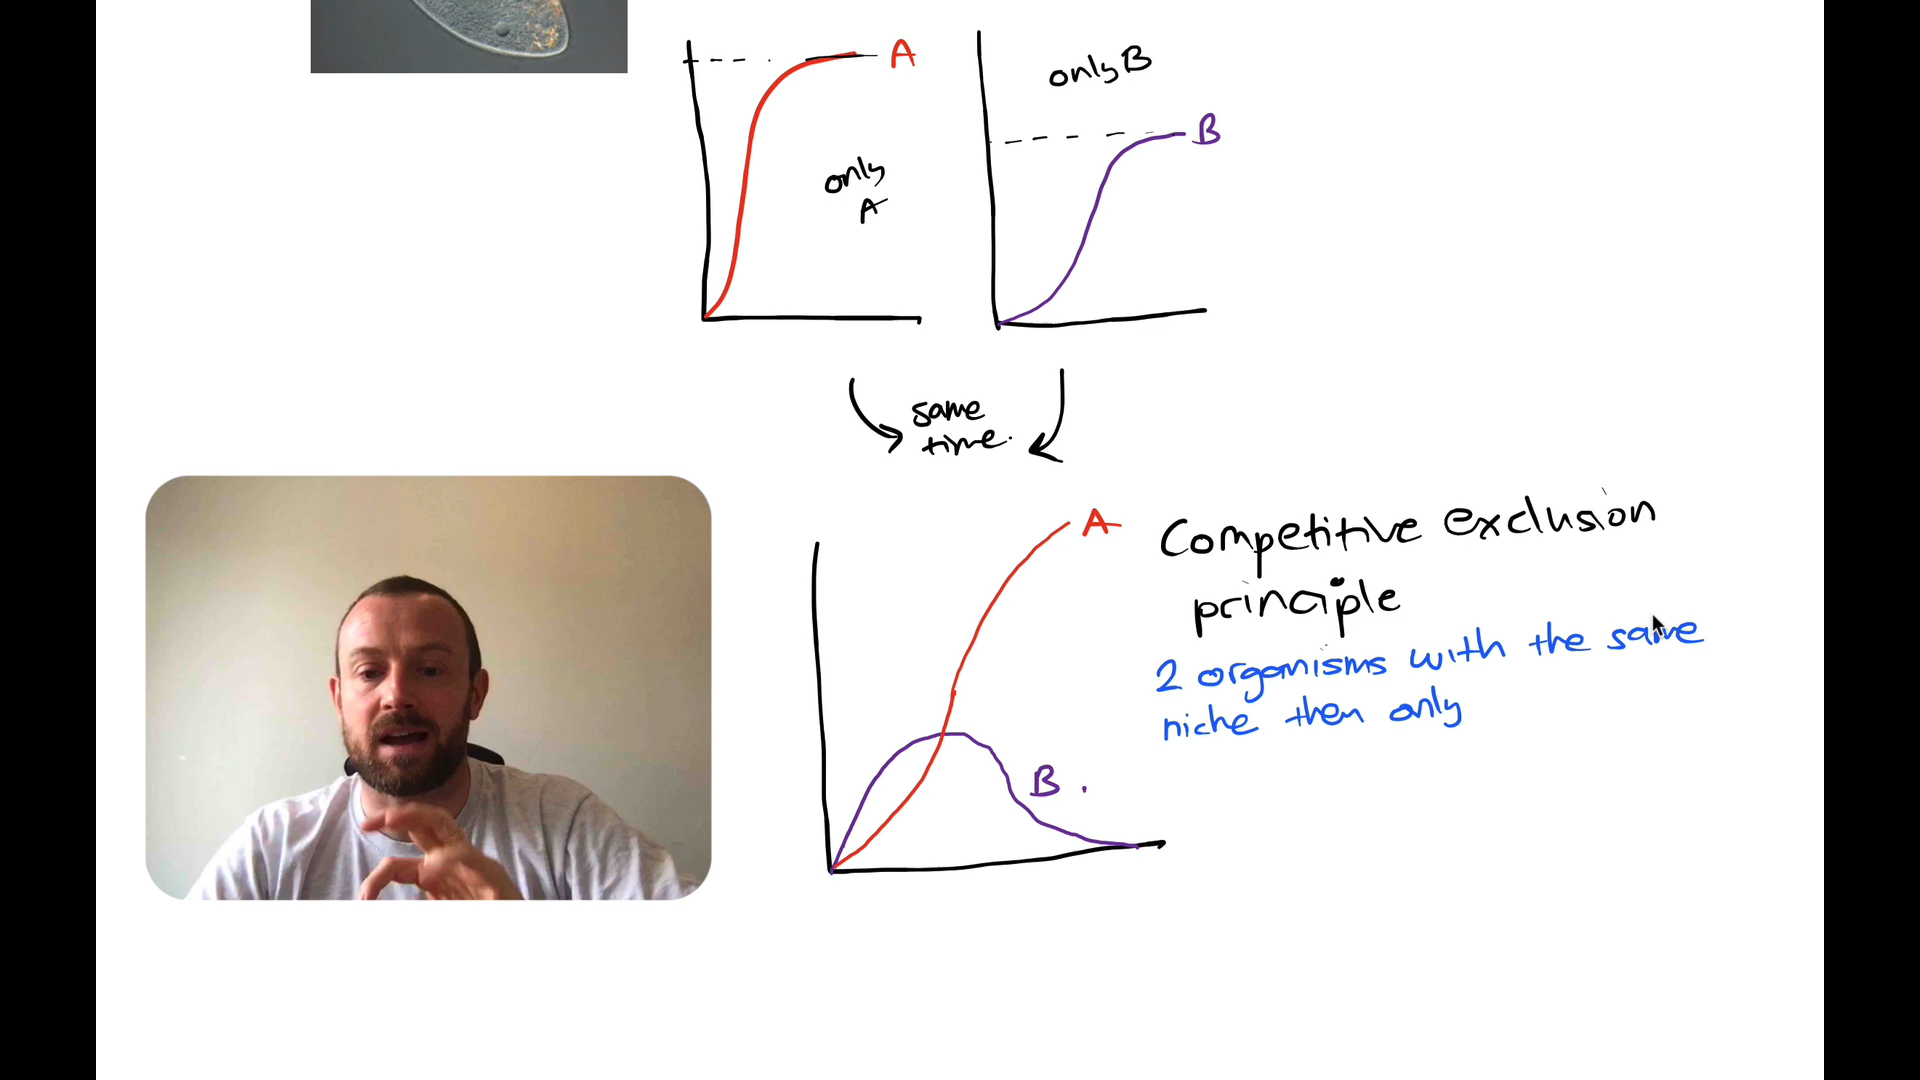 A
only B
B
only
A
same
time.
A
Competitive exclusion
principle
2 organisms with the same
niche then only
B .